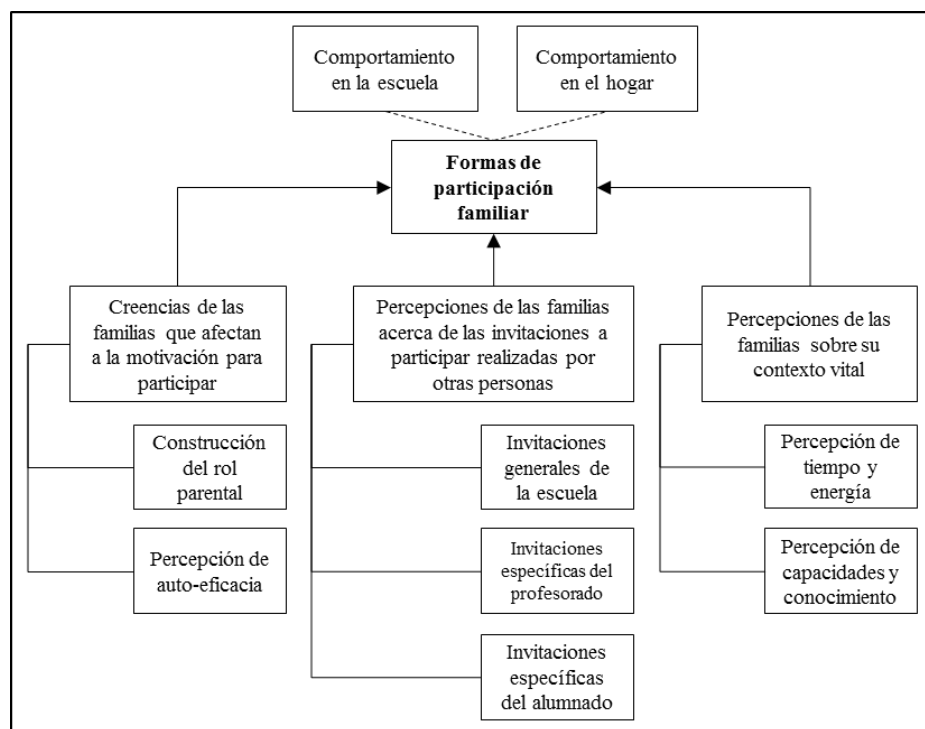 Comportamiento
en la escuela
Comportamiento
en el hogar
Formas de
participación
familiar
Creencias de las
familias que afectan
a la motivación para
participar
Percepciones de las familias
acerca de las invitaciones a
participar realizadas por
otras personas
Percepciones de las
familias sobre su
contexto vital
Construcción
del rol
parental
Percepción de
auto-eficacia
Invitaciones
generales de
la escuela
Invitaciones
específicas del
profesorado
Invitaciones
específicas
del alumnado
Percepción de
tiempo y
energía
Percepción de
capacidades y
conocimiento